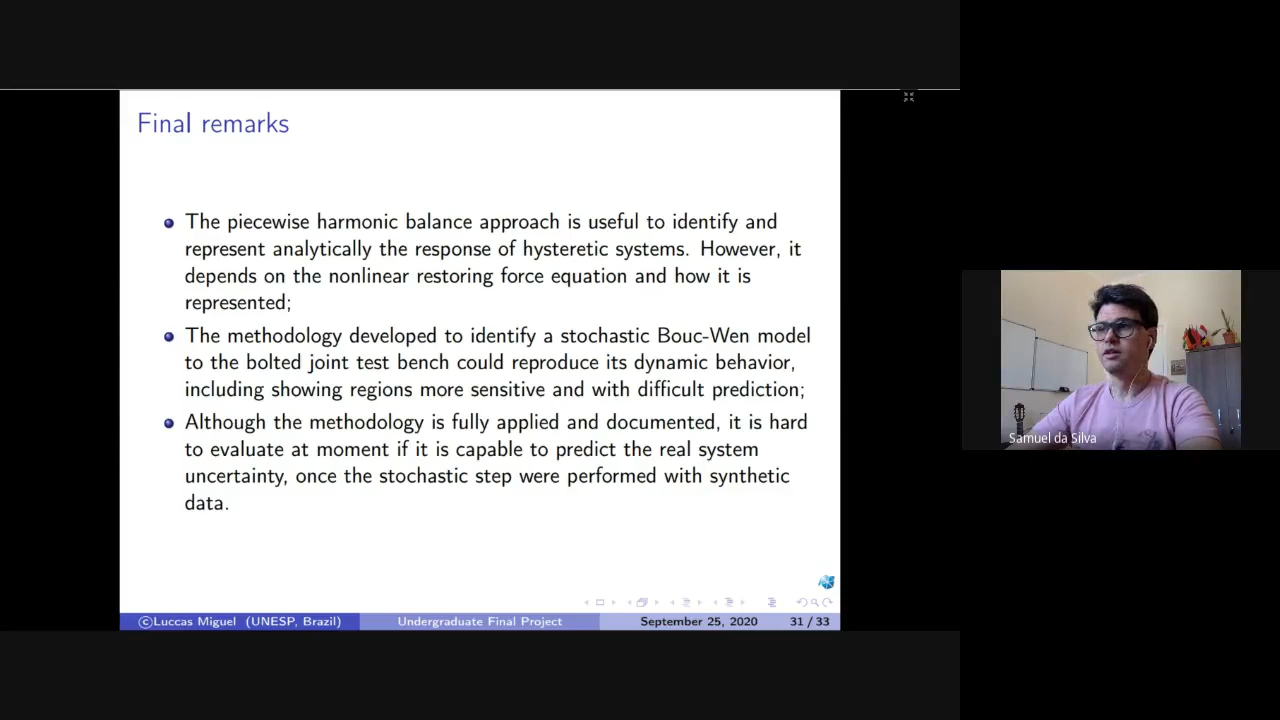 Final remarks
The piecewise harmonic balance approach is useful to identify and
represent analytically the response of hysteretic systems. However, it
depends on the nonlinear restoring force equation and how it is
represented;
The methodology developed to identify a stochastic Bouc-Wen model
to the bolted joint test bench could reproduce its dynamic behavior,
including showing regions more sensitive and with difficult prediction;
Although the methodology is fully applied and documented, it is hard
to evaluate at moment if it is capable to predict the real system
uncertainty, once the stochastic step were performed with synthetic
data.
©Luccas Miguel (UNESP, Brazil) Undergraduate Final Project September 25, 2020 31 / 33
Samuel da Silva